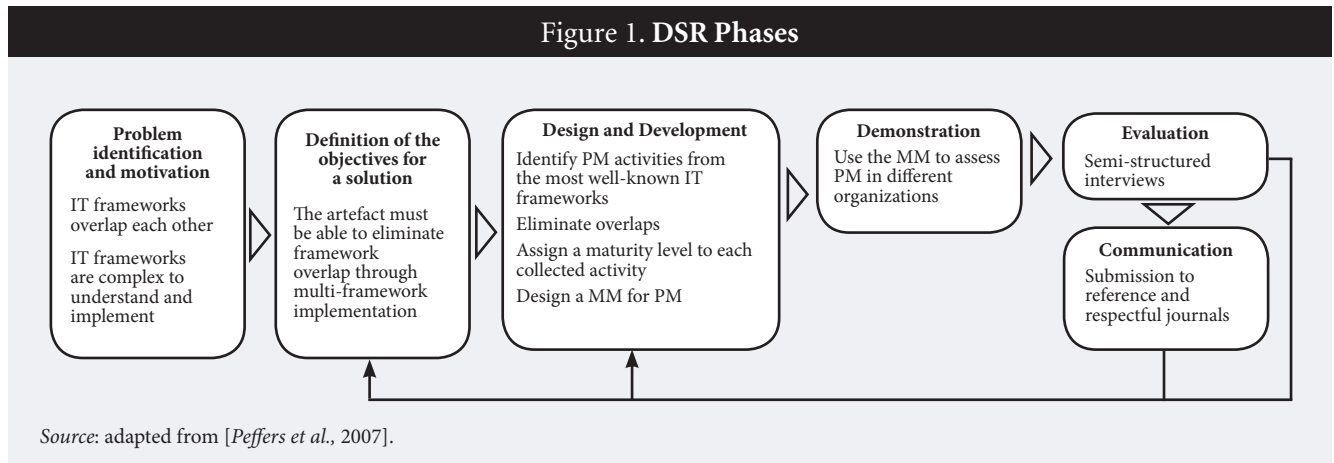 Figure 1. DSR Phases
Problem
identification
and motivation
IT frameworks
overlap each other
IT frameworks
are complex to
understand and
implement
Definition of the
objectives for
a solution
The artefact must
be able to eliminate
framework
overlap through
multi-framework
implementation
Design and Development
Identify PM activities from
the most well-known IT
frameworks
Eliminate overlaps
Assign a maturity level to each
collected activity
Design a MM for PM
Demonstration
Use the MM to assess
PM in different
organizations
Evaluation
Semi-structured
interviews
Communication
Submission to
reference and
respectful journals
Source: adapted from [Peffers et al., 2007].